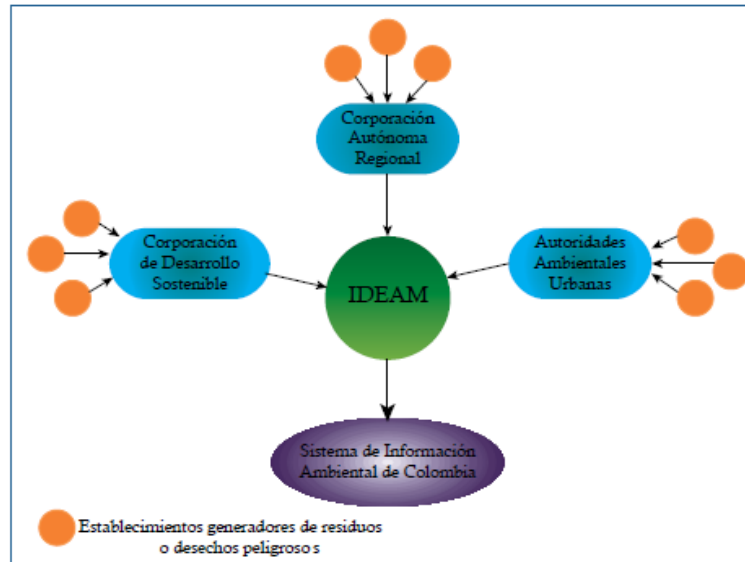 Corporación
Autónoma
Regional
Corporación
de Desarrollo
Sostenible
IDEAM
Autoridades
Ambientales
Urbanas
Sistema de Información
Ambiental de Colombia
Establecimientos generadores de residuos
o desechos peligrosos